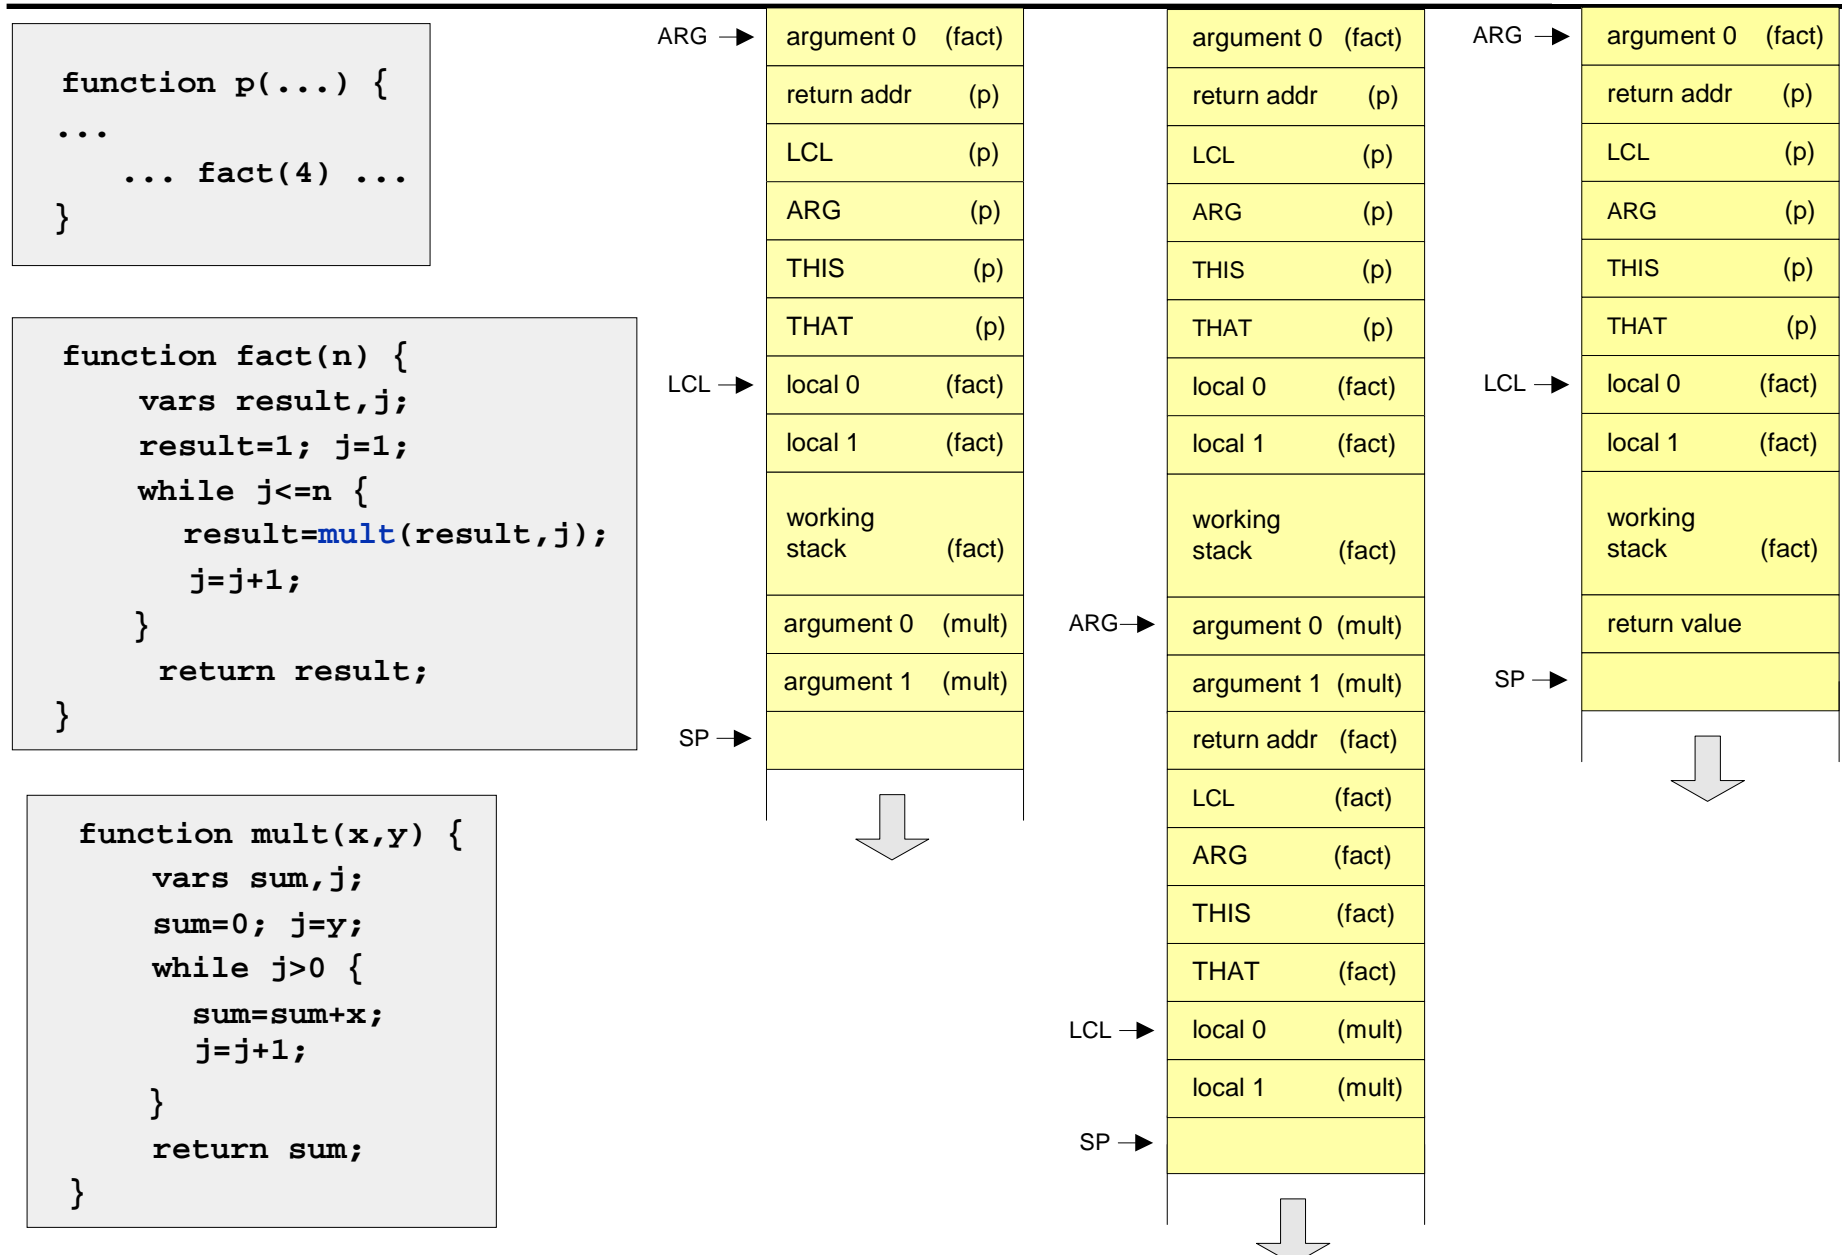 function p(...) {
...
... fact(4) ...
}
function fact(n) {
vars result,j;
result=1; j=1;
while j<=n {
result=mult(result,j);
j=j+1;
}
return result;
}
function mult(x,y) {
vars sum,j;
sum=0; j=y;
while j>0 {
sum=sum+x;
j=j+1;
}
return sum;
}
ARG
argument 0 (fact)
return addr (p)
LCL (p)
ARG (p)
THIS (p)
THAT (p)
LCL
local 0 (fact)
local 1 (fact)
working
stack (fact)
argument 0 (mult)
argument 1 (mult)
SP
argument 0 (fact)
return addr (p)
LCL (p)
ARG (p)
THIS (p)
THAT (p)
local 0 (fact)
local 1 (fact)
working
stack (fact)
ARG
argument 0 (mult)
argument 1 (mult)
return addr (fact)
LCL (fact)
ARG (fact)
THIS (fact)
THAT (fact)
LCL
local 0 (mult)
local 1 (mult)
SP
ARG
argument 0 (fact)
return addr (p)
LCL (p)
ARG (p)
THIS (p)
THAT (p)
LCL
local 0 (fact)
local 1 (fact)
working
stack (fact)
return value
SP